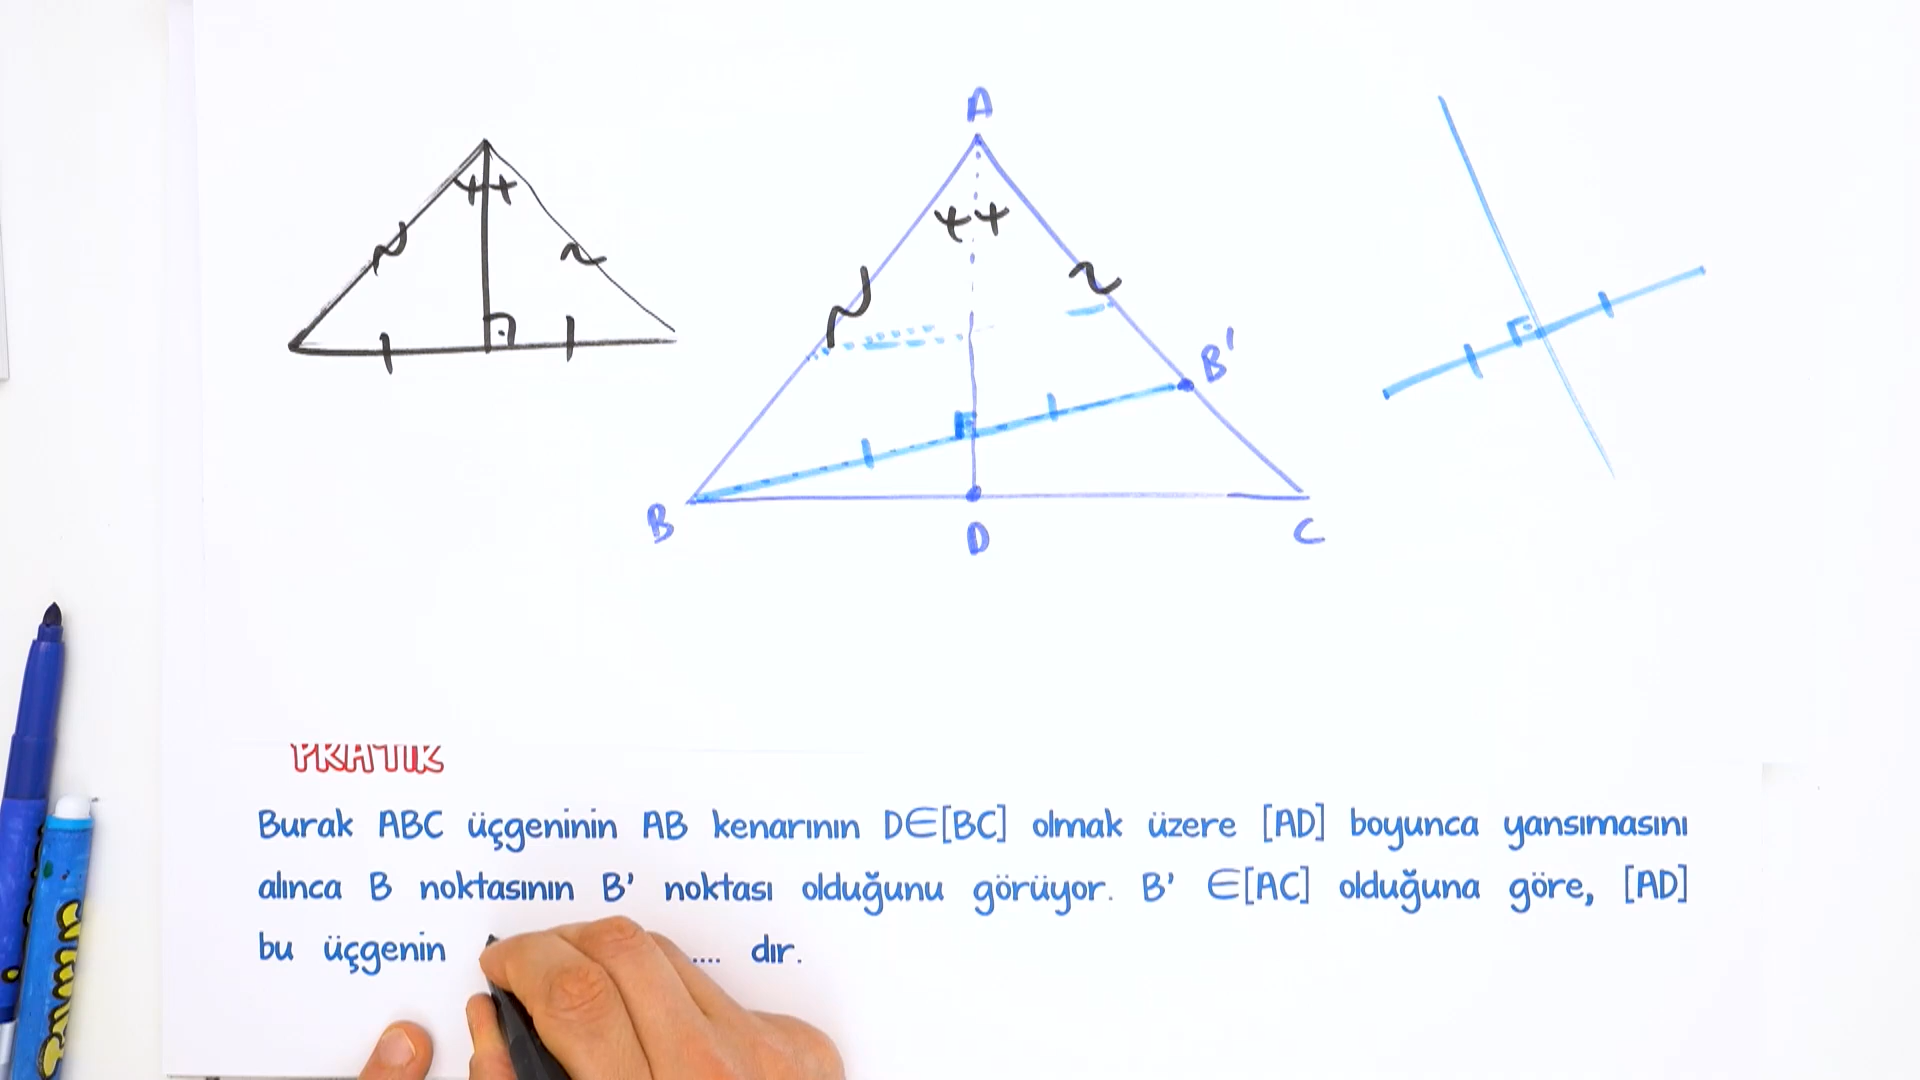 A
B'
B
D
C
PRATİK
Burak ABC üçgeninin AB kenarının D∈[BC] olmak üzere [AD] boyunca yansımasını
alınca B noktasının B' noktası olduğunu görüyor. B' ∈[AC] olduğuna göre, [AD]
bu üçgenin .... dır.